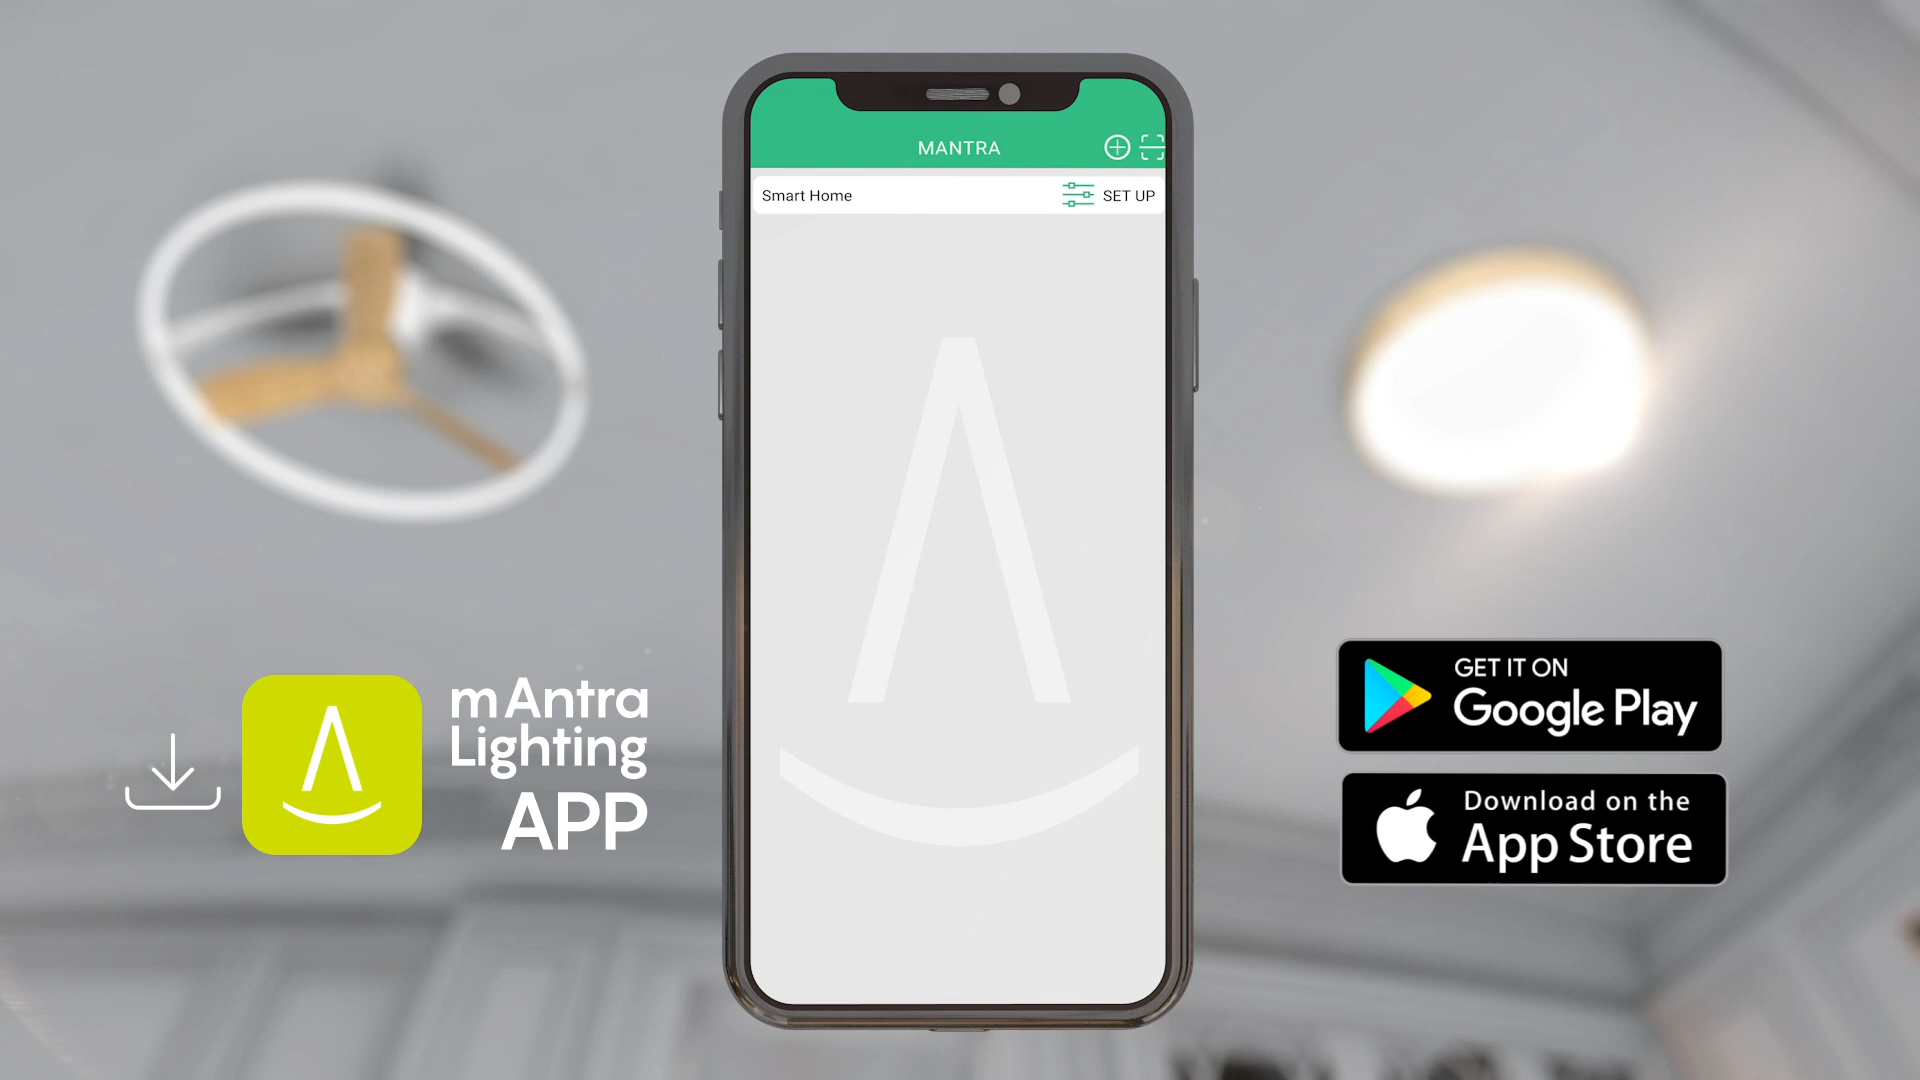 MANTRA
Smart Home
SET UP
mAntra
Lighting
APP
GET IT ON
Google Play
Download on the
App Store